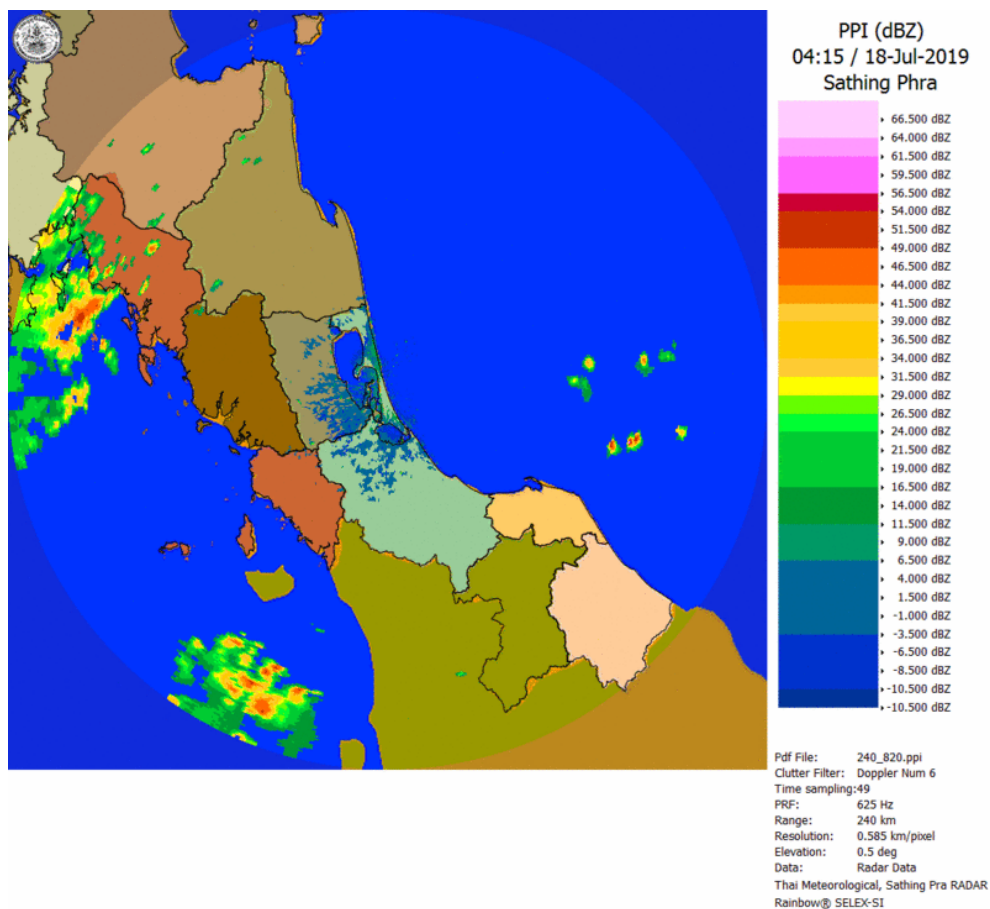 PPI (dBZ)
04:15 / 18-Jul-2019
Sathing Phra
66.500 dBZ
64.000 dBZ
61.500 dBZ
59.500 dBZ
56.500 dBZ
54.000 dBZ
51.500 dBZ
49.000 dBZ
46.500 dBZ
44.000 dBZ
41.500 dBZ
39.000 dBZ
36.500 dBZ
34.000 dBZ
31.500 dBZ
29.000 dBZ
26.500 dBZ
24.000 dBZ
21.500 dBZ
19.000 dBZ
16.500 dBZ
14.000 dBZ
11.500 dBZ
9.000 dBZ
6.500 dBZ
4.000 dBZ
1.500 dBZ
-1.000 dBZ
-3.500 dBZ
-6.500 dBZ
-8.500 dBZ
-10.500 dBZ
-10.500 dBZ
Pdf File: 240_820.ppi
Clutter Filter: Doppler Num 6
Time sampling:49
PRF: 625 Hz
Range: 240 km
Resolution: 0.585 km/pixel
Elevation: 0.5 deg
Data: Radar Data
Thai Meteorological, Sathing Pra RADAR
Rainbow® SELEX-SI